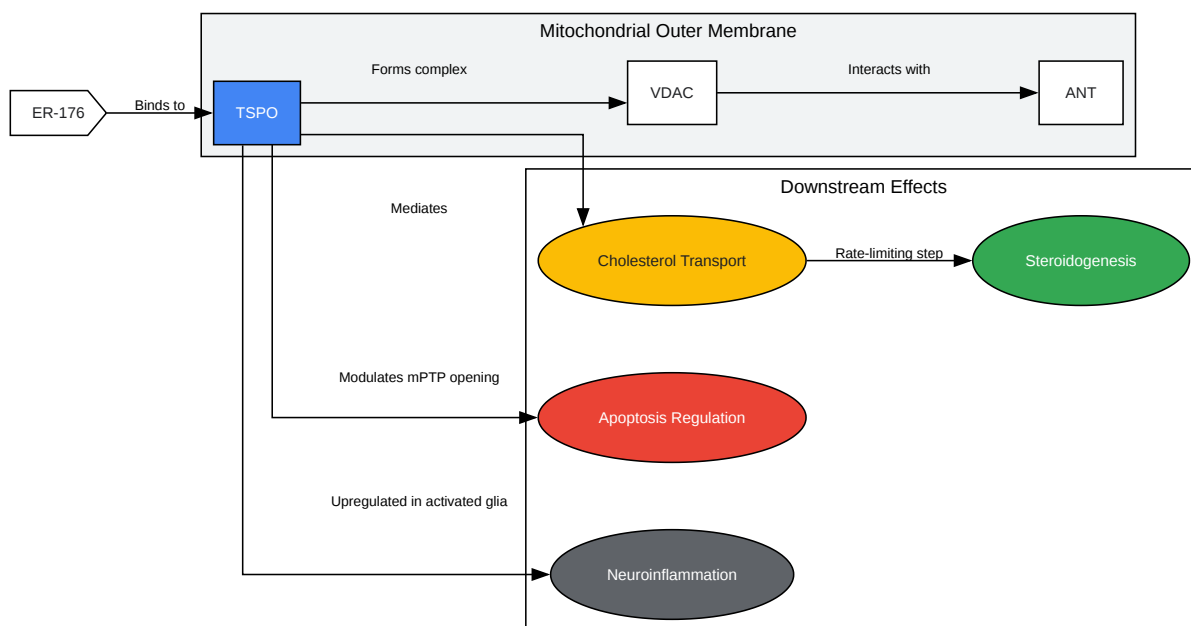 Mitochondrial Outer Membrane
Forms complex
Interacts with
ER-176
Binds to
TSPO
VDAC
ANT
Downstream Effects
Mediates
Cholesterol Transport
Rate-limiting step
Steroidogenesis
Modulates mPTP opening
Apoptosis Regulation
Upregulated in activated glia
Neuroinflammation